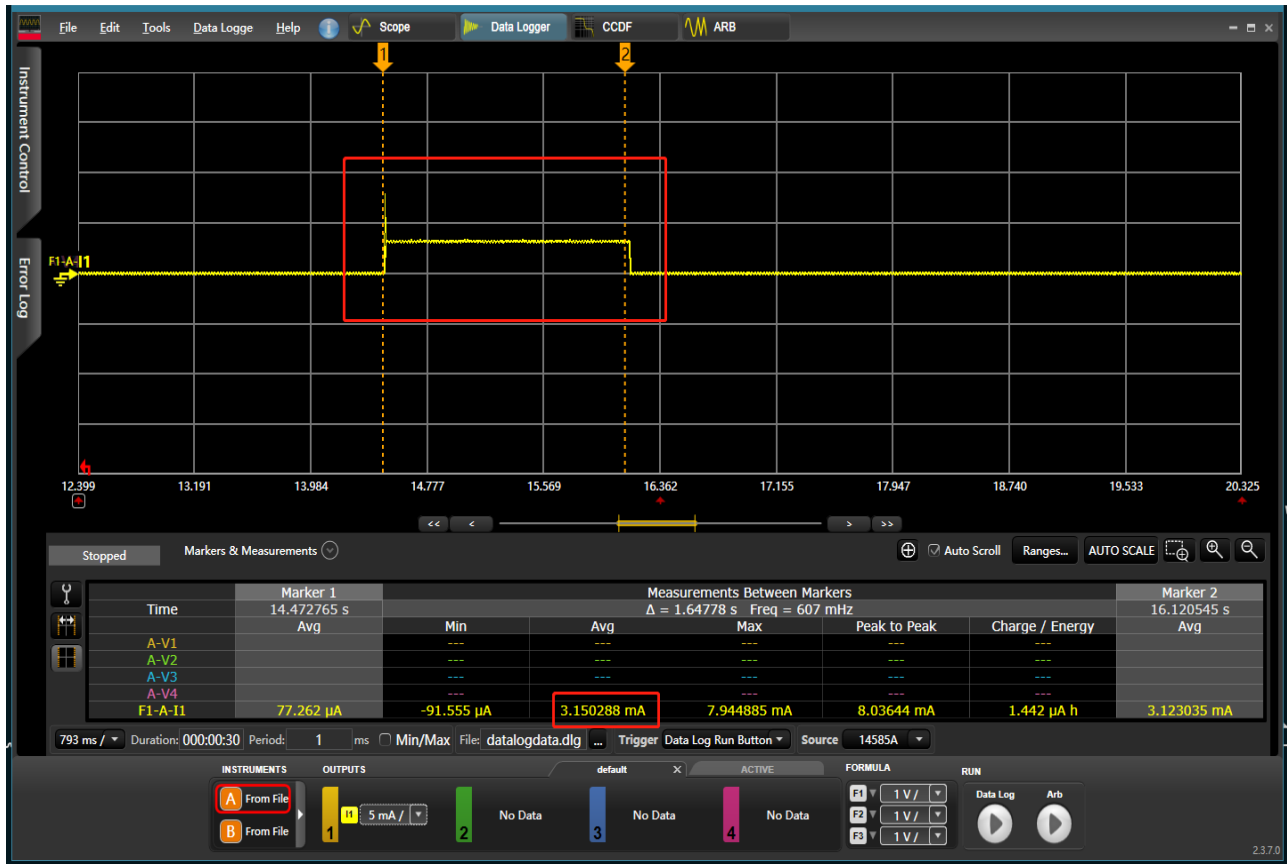 File Edit Tools Data Logge Help i Scope Data Logger CCDF ARB
1 2
Instrument Control
Error Log
F1-A-I1
12.399 13.191 13.984 14.777 15.569 16.362 17.155 17.947 18.740 19.533 20.325
<< < > >>
Stopped Markers & Measurements Auto Scroll Ranges... AUTO SCALE
Marker 1 Measurements Between Markers Marker 2
Time 14.472765 s Δ = 1.64778 s Freq = 607 mHz 16.120545 s
Avg Min Avg Max Peak to Peak Charge / Energy Avg
A-V1 --- --- --- --- ---
A-V2 --- --- --- --- ---
A-V3 --- --- --- --- ---
A-V4 --- --- --- --- ---
F1-A-I1 77.262 µA -91.555 µA 3.150288 mA 7.944885 mA 8.03644 mA 1.442 µA h 3.123035 mA
793 ms / Duration: 000:00:30 Period: 1 ms Min/Max File: datalogdata.dlg ... Trigger Data Log Run Button Source 14585A
INSTRUMENTS OUTPUTS default X ACTIVE FORMULA RUN
A From File I1 5 mA / No Data No Data No Data F1 1 V / Data Log Arb
F2 1 V /
B From File 1 2 3 4 F3 1 V /
2.3.7.0